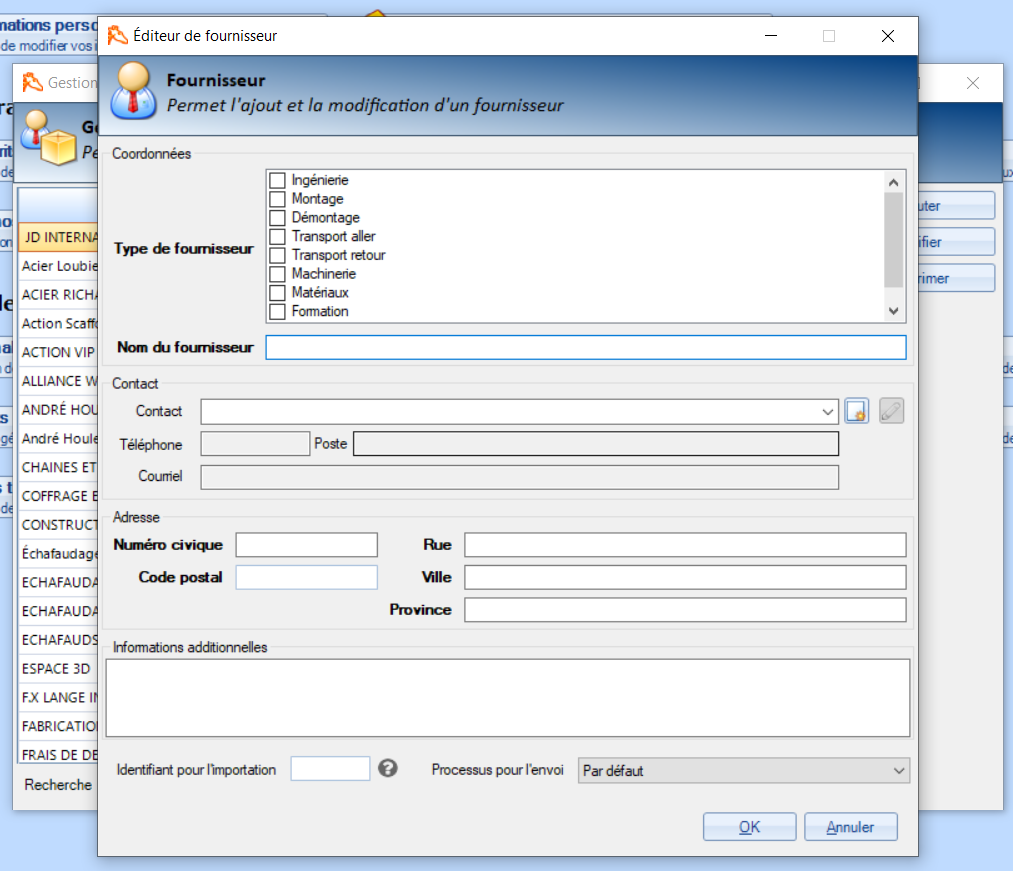 Éditeur de fournisseur
Fournisseur
Permet l'ajout et la modification d'un fournisseur
Coordonnées
Type de fournisseur
Ingénierie
Montage
Démontage
Transport aller
Transport retour
Machinerie
Matériaux
Formation
Nom du fournisseur
Contact
Contact
Téléphone
Poste
Courriel
Adresse
Numéro civique
Rue
Code postal
Ville
Province
Informations additionnelles
Identifiant pour l'importation
Processus pour l'envoi
Par défaut
OK
Annuler
mations perso
de modifier vos i
Gestion
JD INTERNA
Acier Loubie
ACIER RICHA
Action Scaffo
ACTION VIP
ALLIANCE W
ANDRÉ HOU
André Houle
CHAINES ET
COFFRAGE E
CONSTRUCT
Échafaudage
ECHAFAUDA
ECHAFAUDA
ECHAFAUDS
ESPACE 3D
F.X LANGE IN
FABRICATIO
FRAIS DE DE
Recherche
uter
ifier
rimer